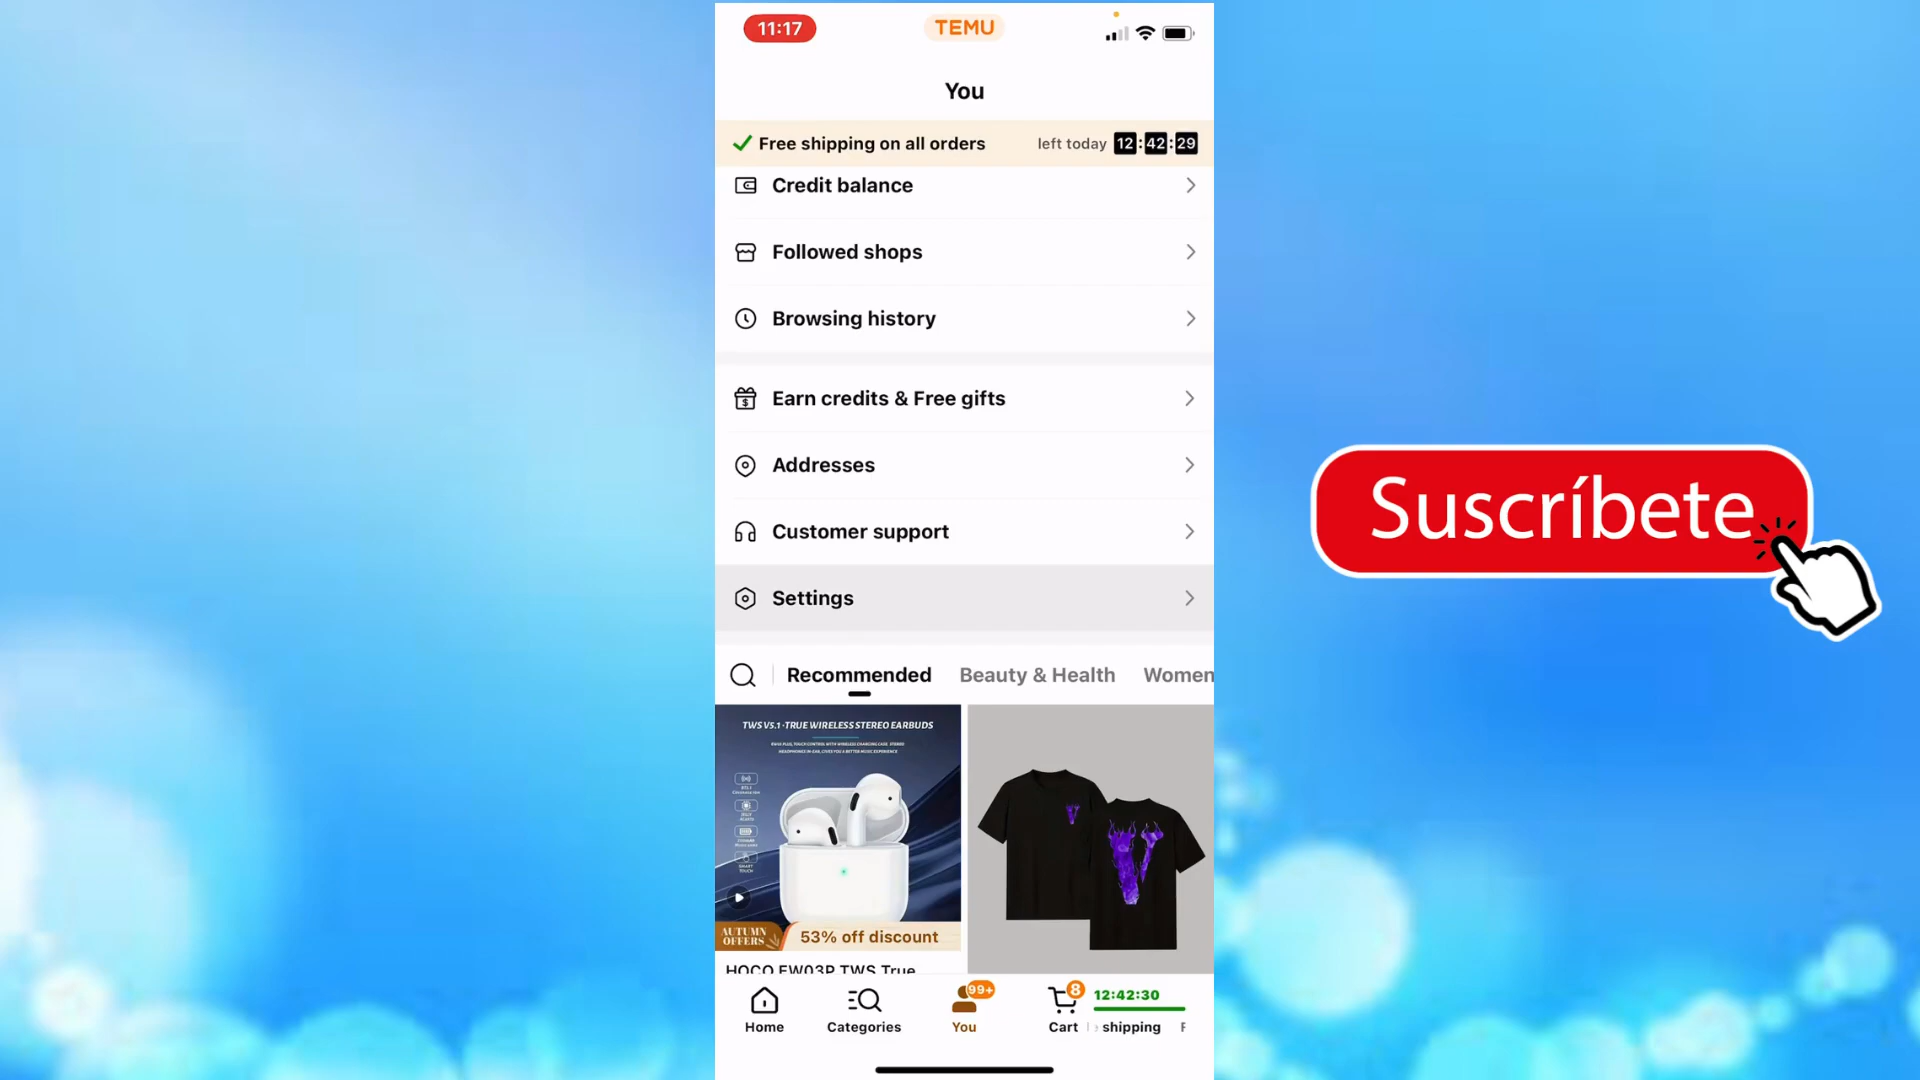 11:17
TEMU
You
Free shipping on all orders
left today 12:42:29
Credit balance
Followed shops
Browsing history
Earn credits & Free gifts
Addresses
Customer support
Settings
Suscríbete
Recommended
Beauty & Health
Women
TWS V5.1 · TRUE WIRELESS STEREO EARBUDS
AUTUMN
OFFERS
53% off discount
HOCO EW03P TWS True
99+
8
12:42:30
Home
Categories
You
Cart
shipping
F